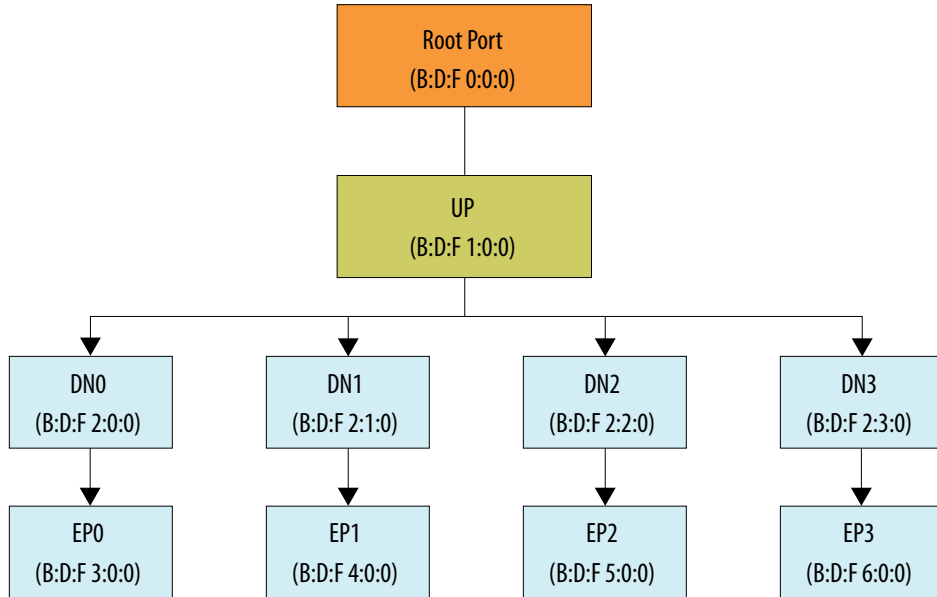 Root Port
(B:D:F 0:0:0)
UP
(B:D:F 1:0:0)
DN0
(B:D:F 2:0:0)
DN1
(B:D:F 2:1:0)
DN2
(B:D:F 2:2:0)
DN3
(B:D:F 2:3:0)
EP0
(B:D:F 3:0:0)
EP1
(B:D:F 4:0:0)
EP2
(B:D:F 5:0:0)
EP3
(B:D:F 6:0:0)